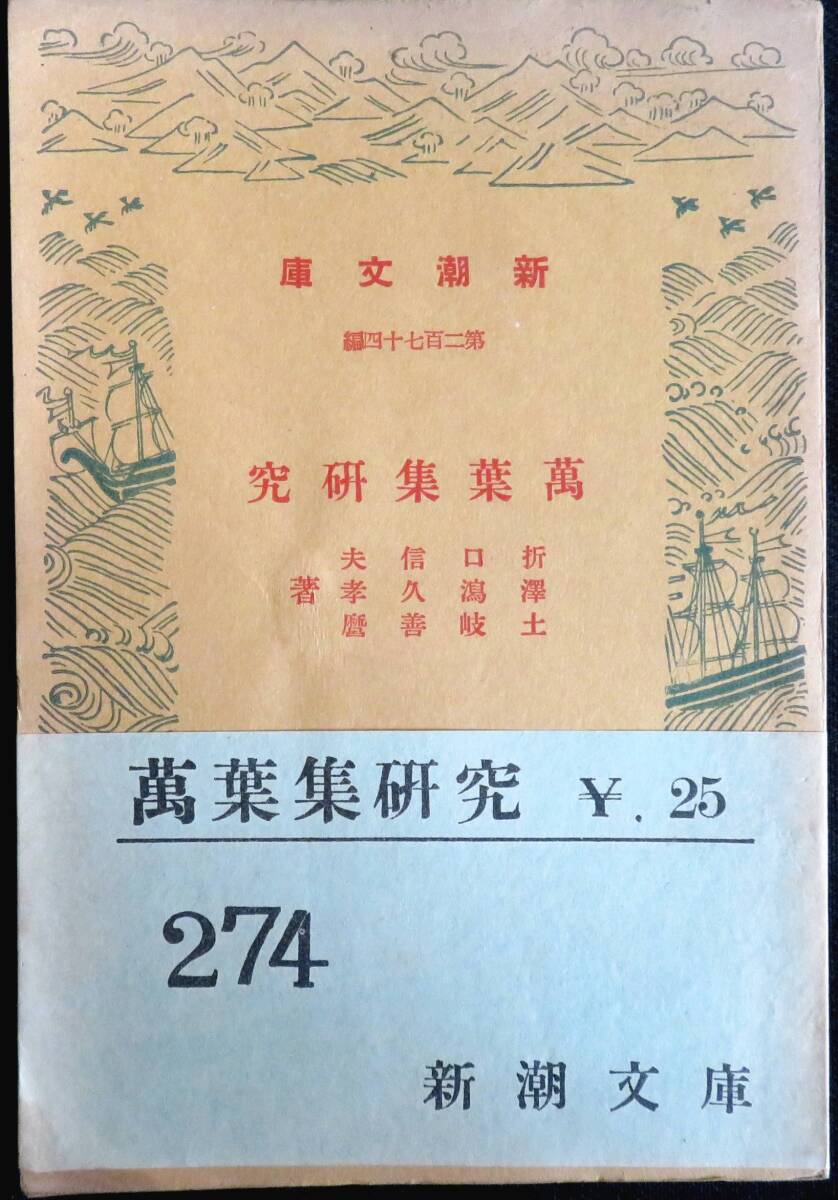 新潮文庫
第二百七十四編
萬葉集硏究
折口信夫
澤瀉久孝著
土岐善麿
萬葉集硏究 ¥.25
274
新潮文庫